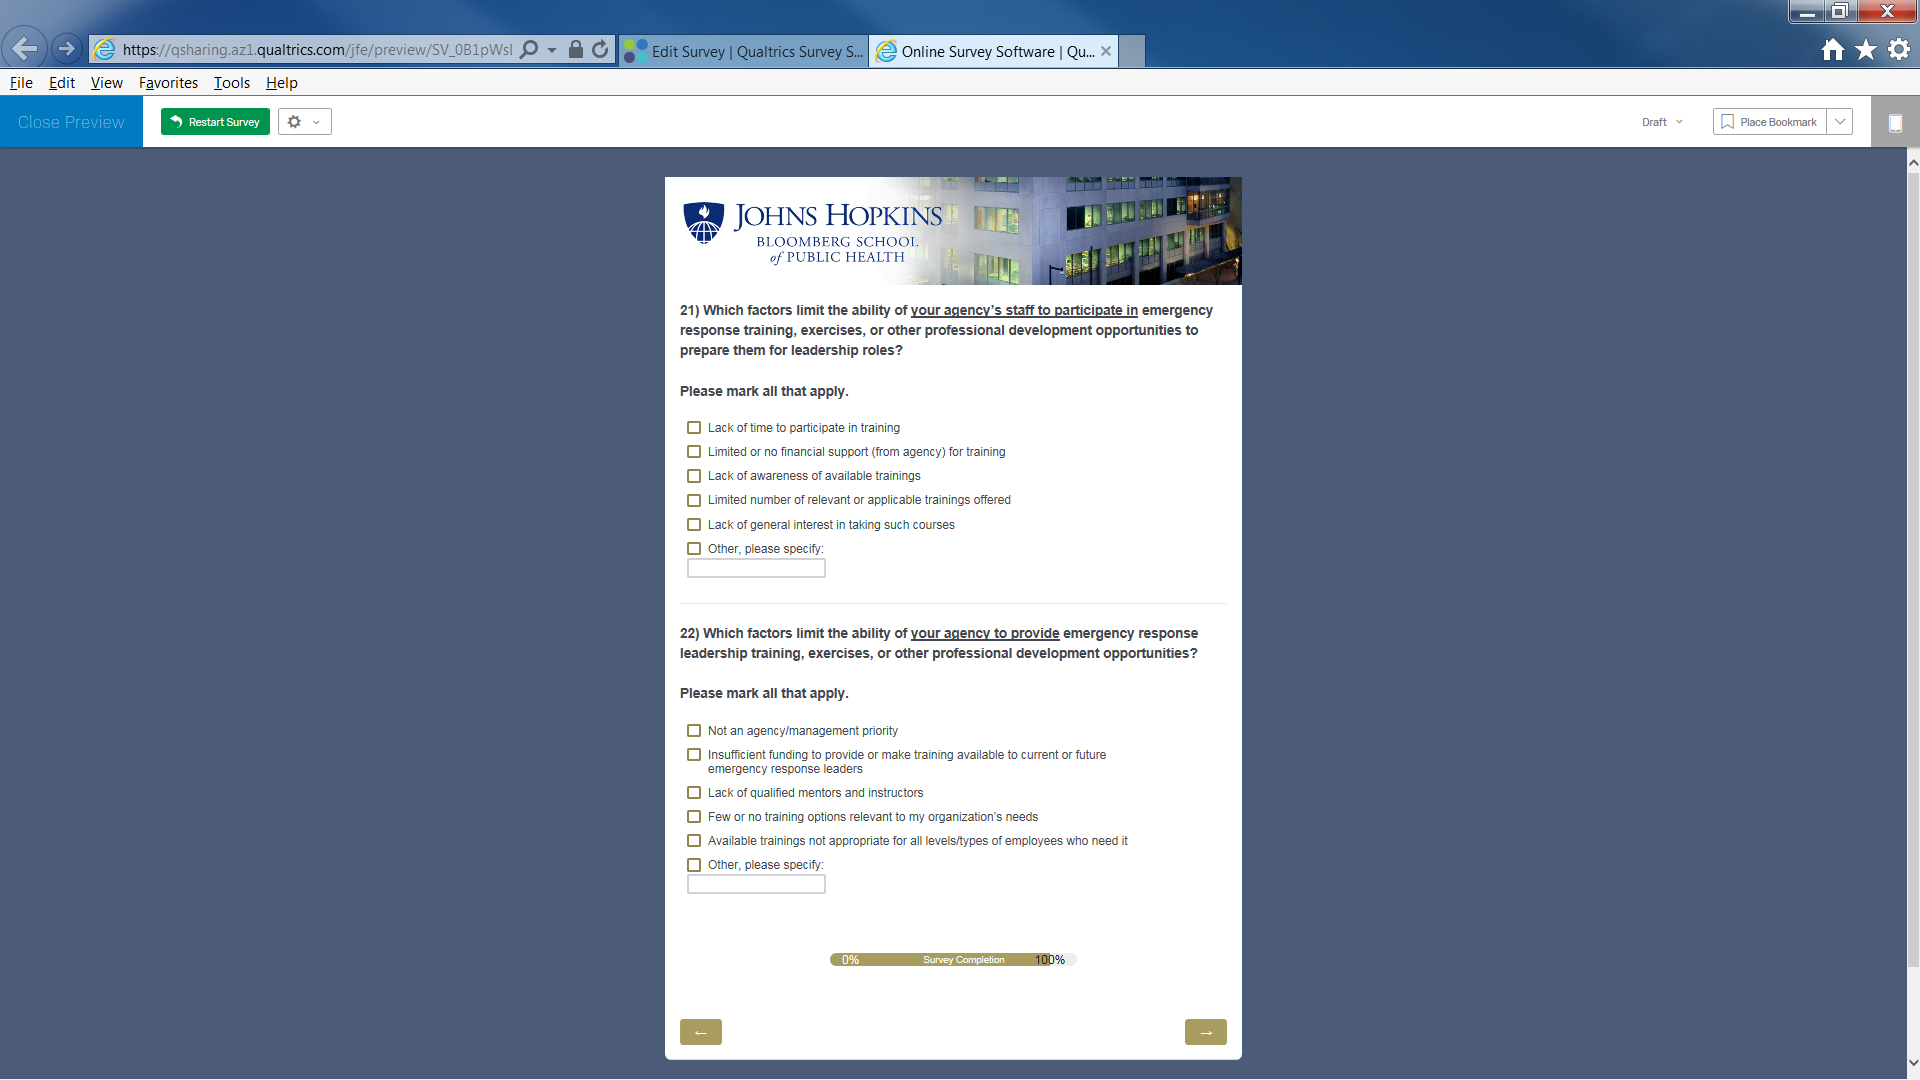 https://qsharing.az1.qualtrics.com/jfe/preview/SV_0B1pWsl
Edit Survey | Qualtrics Survey S...
Online Survey Software | Qu...
File Edit View Favorites Tools Help
Close Preview
Restart Survey
Draft
Place Bookmark
JOHNS HOPKINS
BLOOMBERG SCHOOL
of PUBLIC HEALTH
21) Which factors limit the ability of your agency’s staff to participate in emergency
response training, exercises, or other professional development opportunities to
prepare them for leadership roles?
Please mark all that apply.
Lack of time to participate in training
Limited or no financial support (from agency) for training
Lack of awareness of available trainings
Limited number of relevant or applicable trainings offered
Lack of general interest in taking such courses
Other, please specify:
22) Which factors limit the ability of your agency to provide emergency response
leadership training, exercises, or other professional development opportunities?
Please mark all that apply.
Not an agency/management priority
Insufficient funding to provide or make training available to current or future
emergency response leaders
Lack of qualified mentors and instructors
Few or no training options relevant to my organization’s needs
Available trainings not appropriate for all levels/types of employees who need it
Other, please specify:
0% Survey Completion 100%
← →